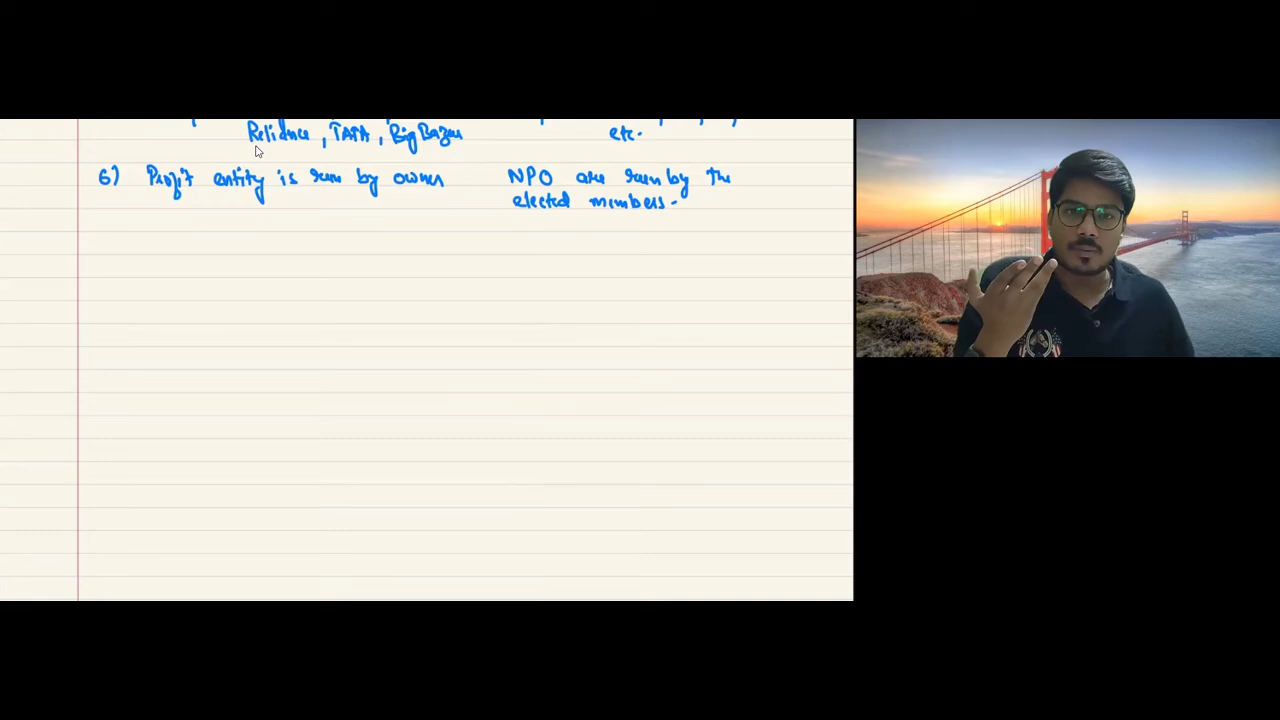 Reliance, TATA, Big Bazar
etc.
6) Profit entity is run by owner
NPO are run by the
elected members.